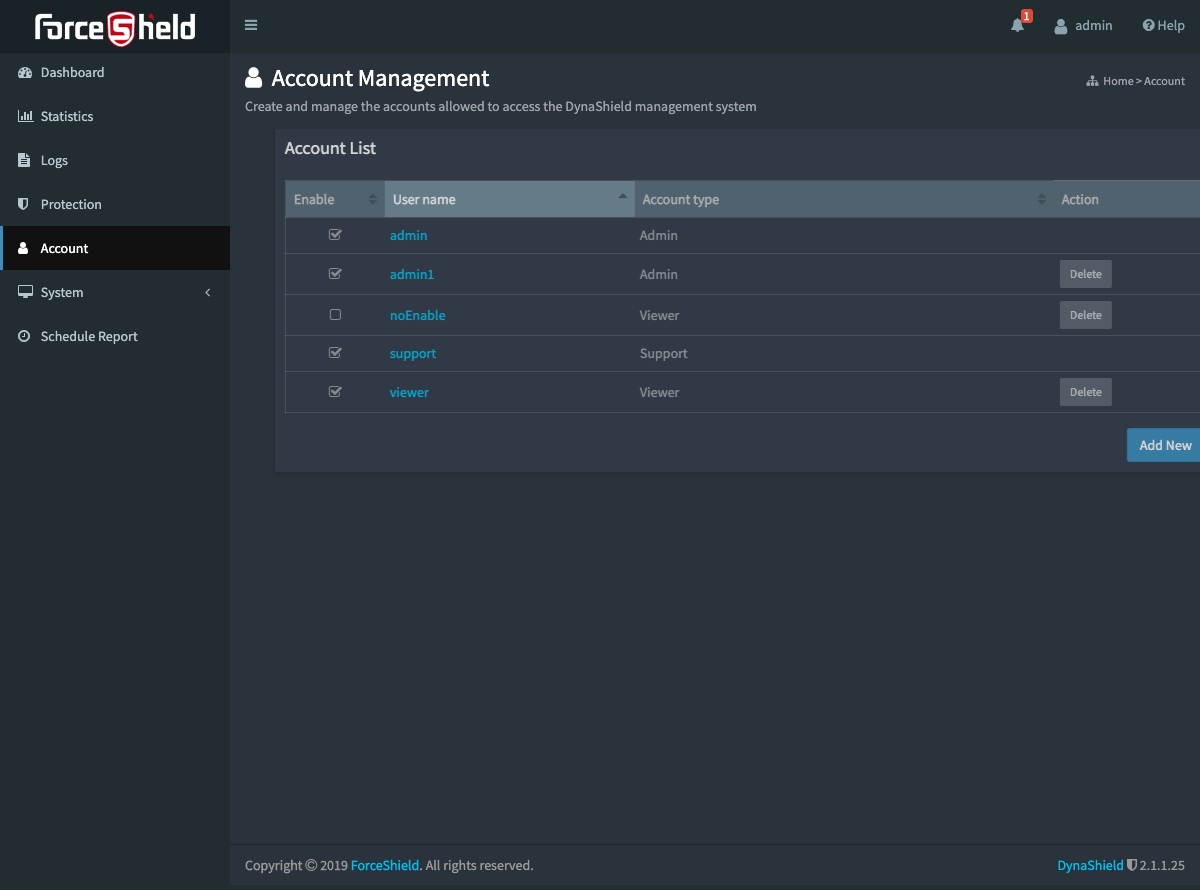 ForceShield
1
admin
Help
Dashboard
Statistics
Logs
Protection
Account
System
Schedule Report
Account Management
Home > Account
Create and manage the accounts allowed to access the DynaShield management system
Account List
Enable User name Account type Action
admin Admin
admin1 Admin Delete
noEnable Viewer Delete
support Support
viewer Viewer Delete
Add New
Copyright © 2019 ForceShield. All rights reserved.
DynaShield 2.1.1.25